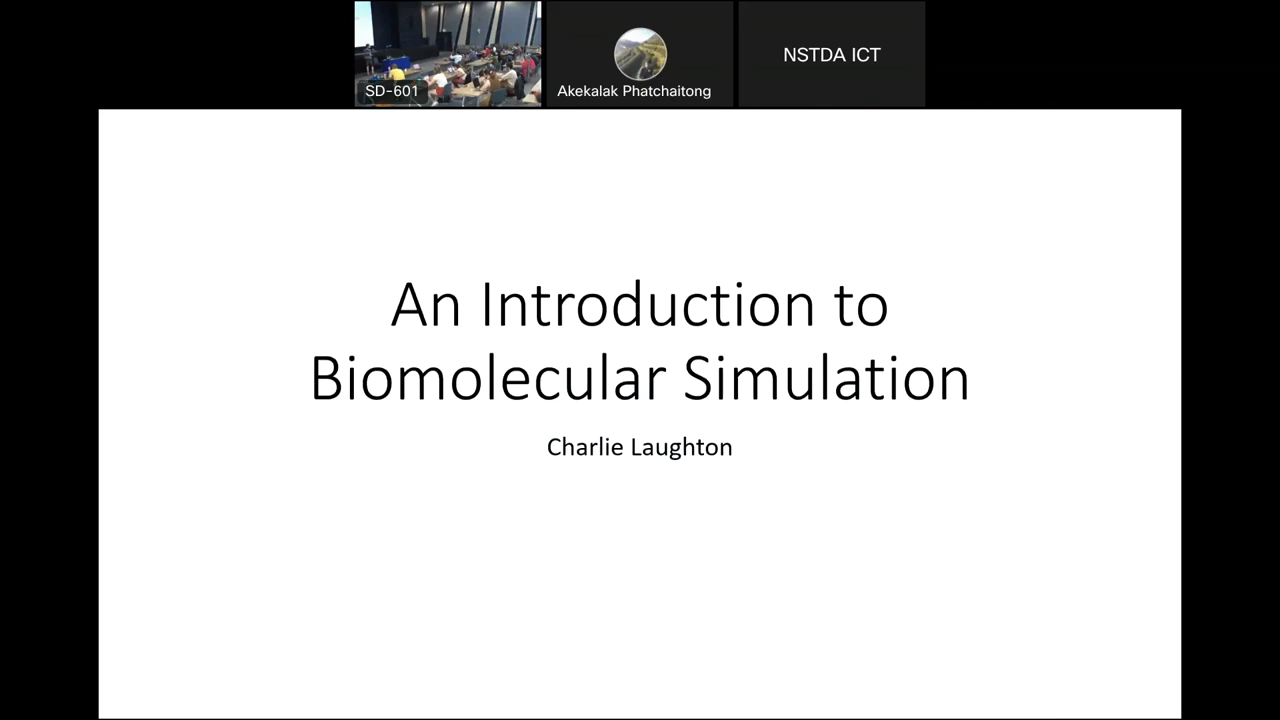 SD-601
Akekalak Phatchaitong
NSTDA ICT
An Introduction to
Biomolecular Simulation
Charlie Laughton